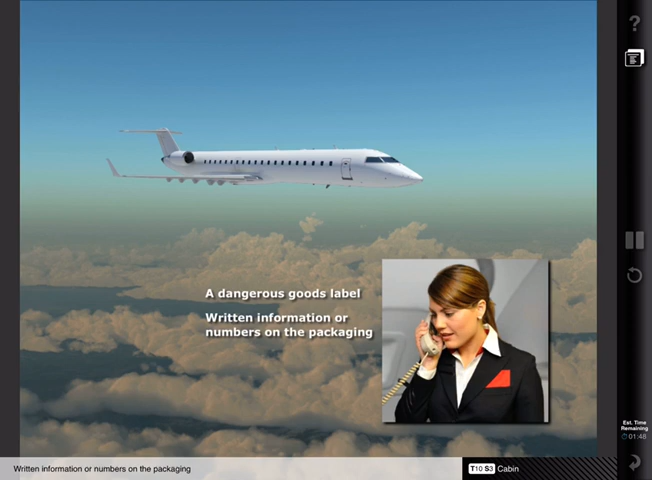 A dangerous goods label
Written information or
numbers on the packaging
Est. Time
Remaining
01:48
Written information or numbers on the packaging
T10 S3 Cabin
?